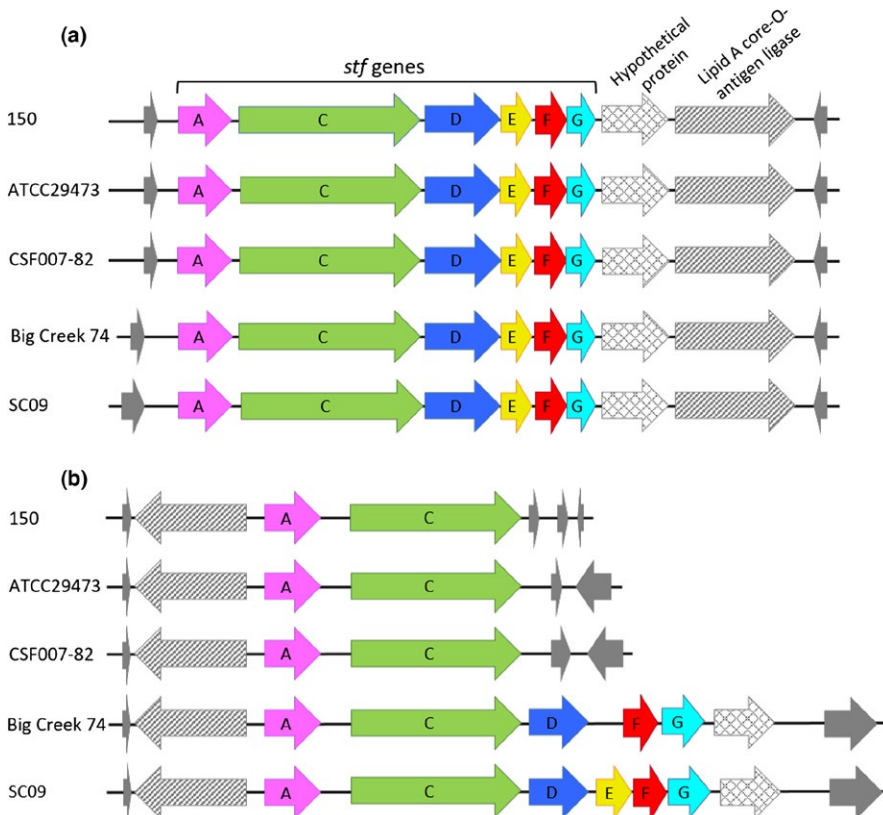 (a)
stf genes
Hypothetical
protein
Lipid A core-O-
antigen ligase
150
A C D E F G
ATCC29473
A C D E F G
CSF007-82
A C D E F G
Big Creek 74
A C D E F G
SC09
A C D E F G
(b)
150
A C
ATCC29473
A C
CSF007-82
A C
Big Creek 74
A C D F G
SC09
A C D E F G